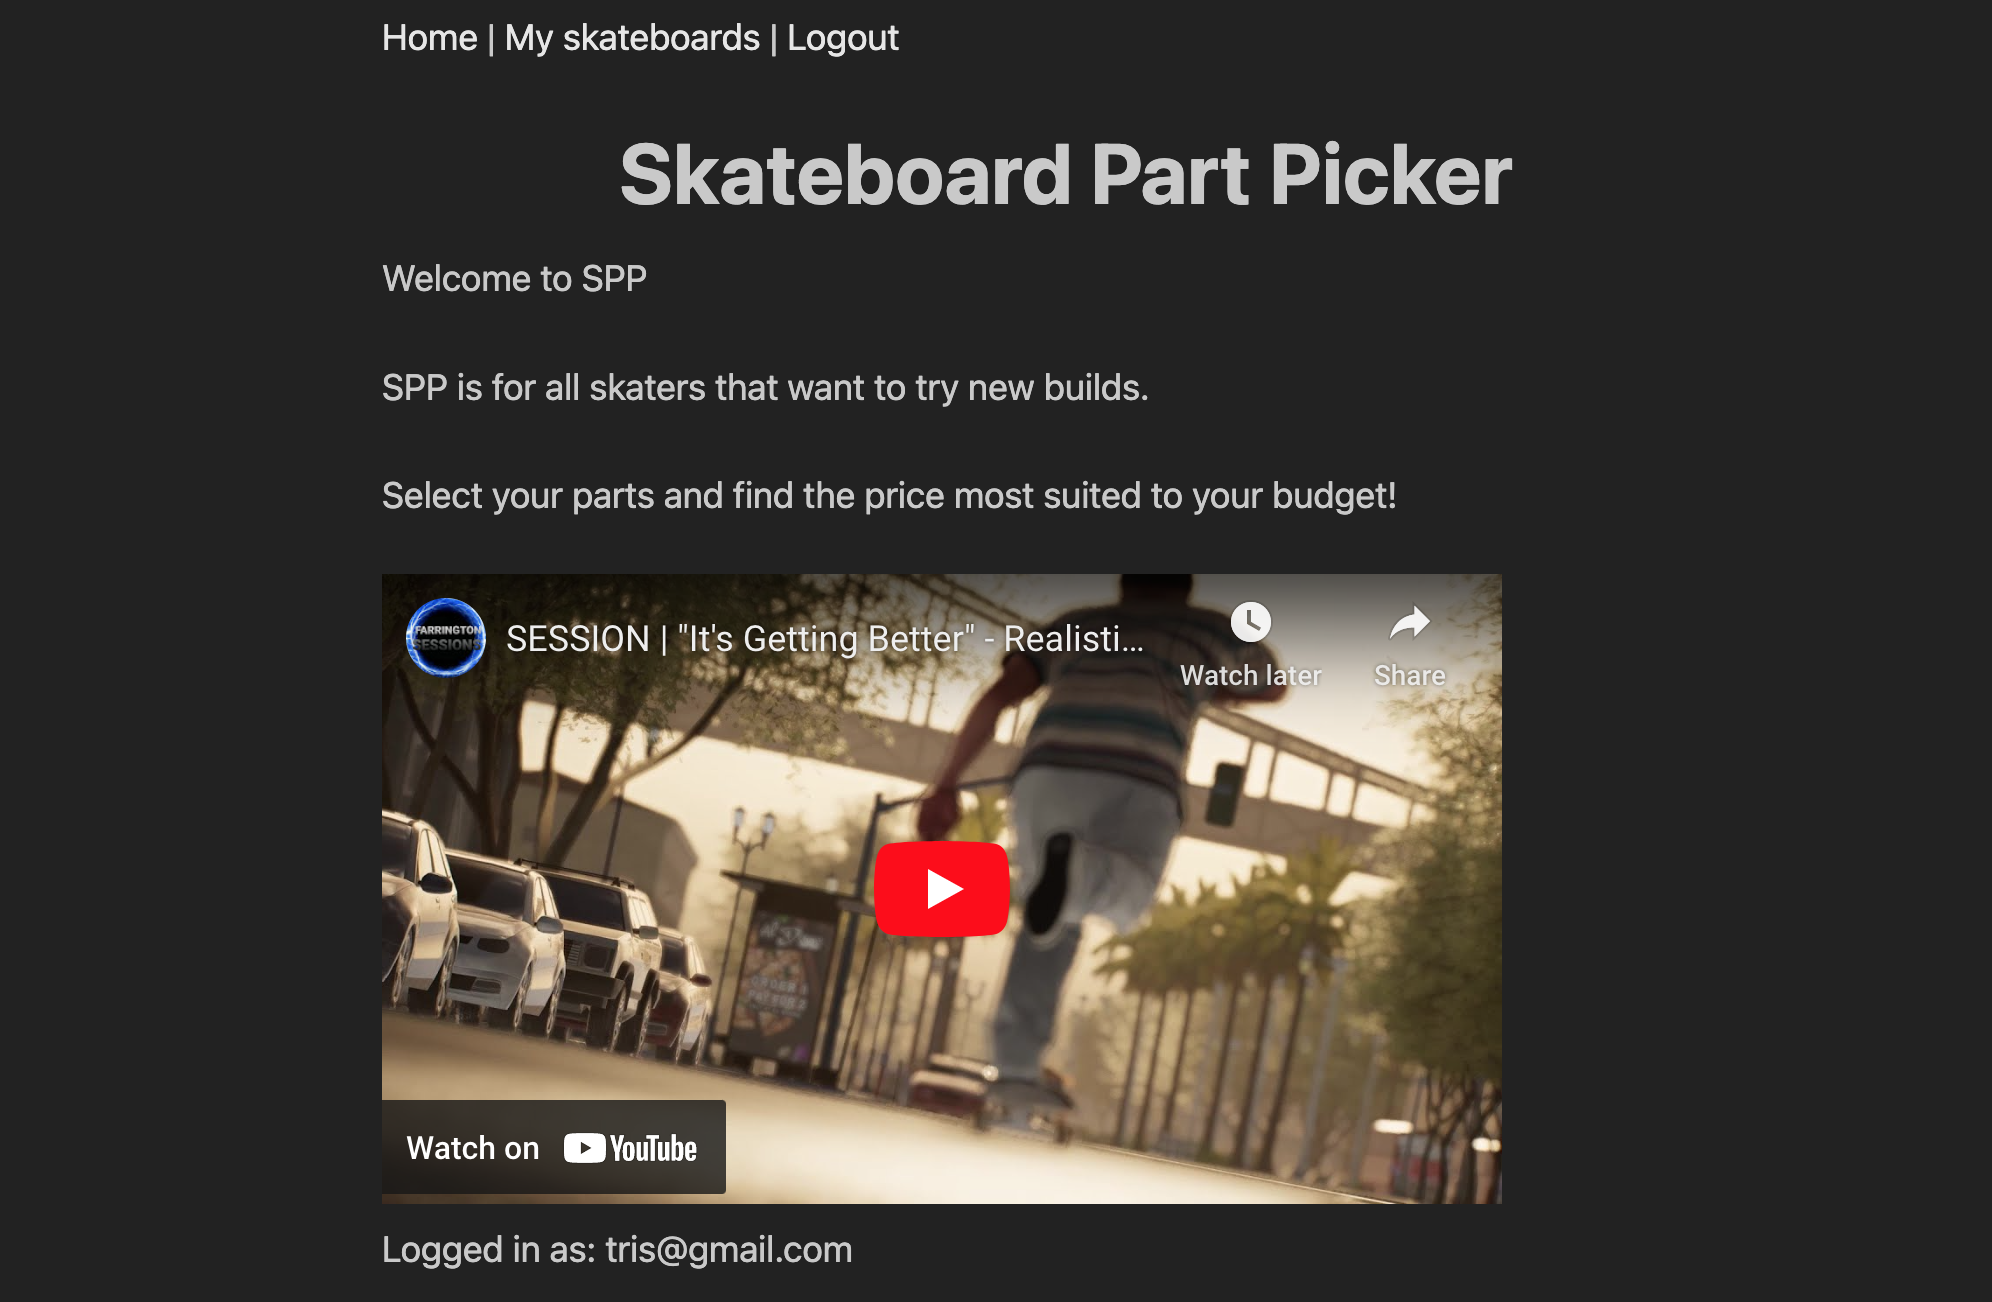 Home | My skateboards | Logout
Skateboard Part Picker
Welcome to SPP
SPP is for all skaters that want to try new builds.
Select your parts and find the price most suited to your budget!
FARRINGTON
SESSIONS
SESSION | "It's Getting Better" - Realisti...
Watch later
Share
Watch on YouTube
Logged in as: tris@gmail.com